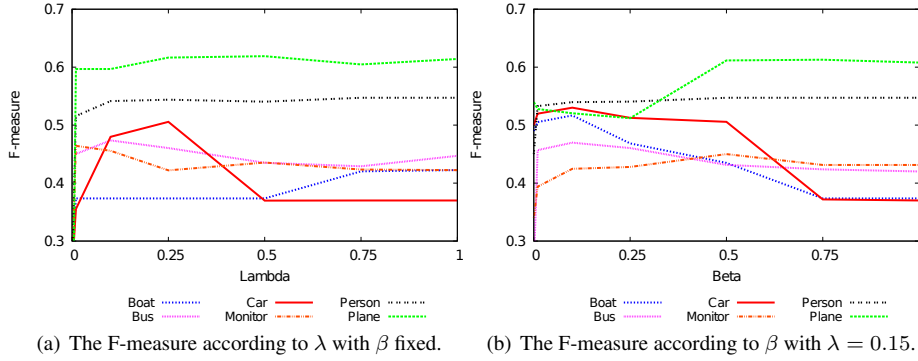 0.7
0.6
0.5
0.4
0.3
F-measure
0 0.25 0.5 0.75 1
Lambda
Boat Car Person
Bus Monitor Plane
(a) The F-measure according to λ with β fixed.
0.7
0.6
0.5
0.4
0.3
F-measure
0 0.25 0.5 0.75
Beta
Boat Car Person
Bus Monitor Plane
(b) The F-measure according to β with λ = 0.15.